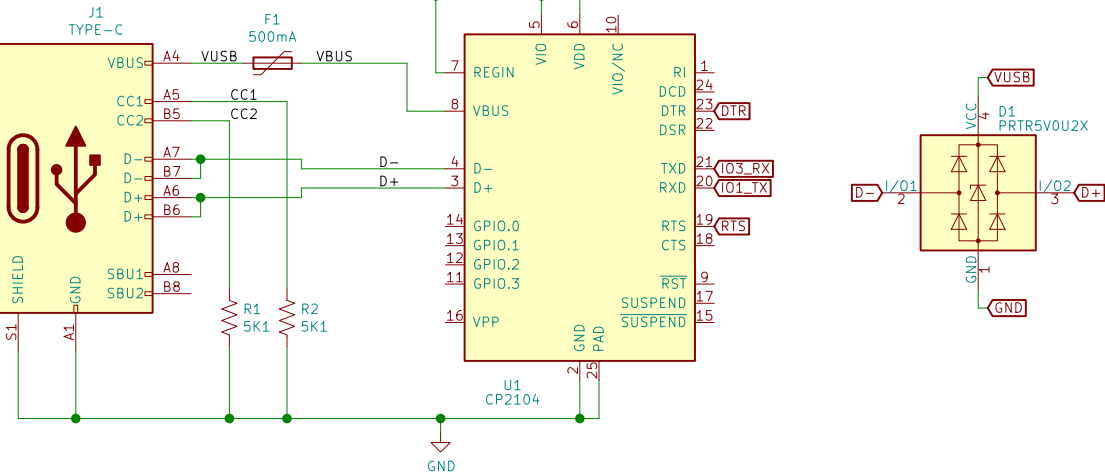 J1
TYPE-C
VBUS A4
CC1 A5
CC2 B5
D- A7
D- B7
D+ A6
D+ B6
SBU1 A8
SBU2 B8
SHIELD
S1
GND
A1
VUSB
F1
500mA
VBUS
CC1
CC2
D-
D+
R1
5K1
R2
5K1
GND
5 VIO
6 VDD
10 VIO/NC
7 REGIN
8 VBUS
4 D-
3 D+
14 GPIO.0
13 GPIO.1
12 GPIO.2
11 GPIO.3
16 VPP
RI 1
DCD 24
DTR 23 DTR
DSR 22
TXD 21 IO3_RX
RXD 20 IO1_TX
RTS 19 RTS
CTS 18
RST 9
SUSPEND 17
SUSPEND 15
GND 2
PAD 25
U1
CP2104
VUSB
VCC 4
D1
PRTR5V0U2X
D- I/O1 2
I/O2 3 D+
GND 1
GND